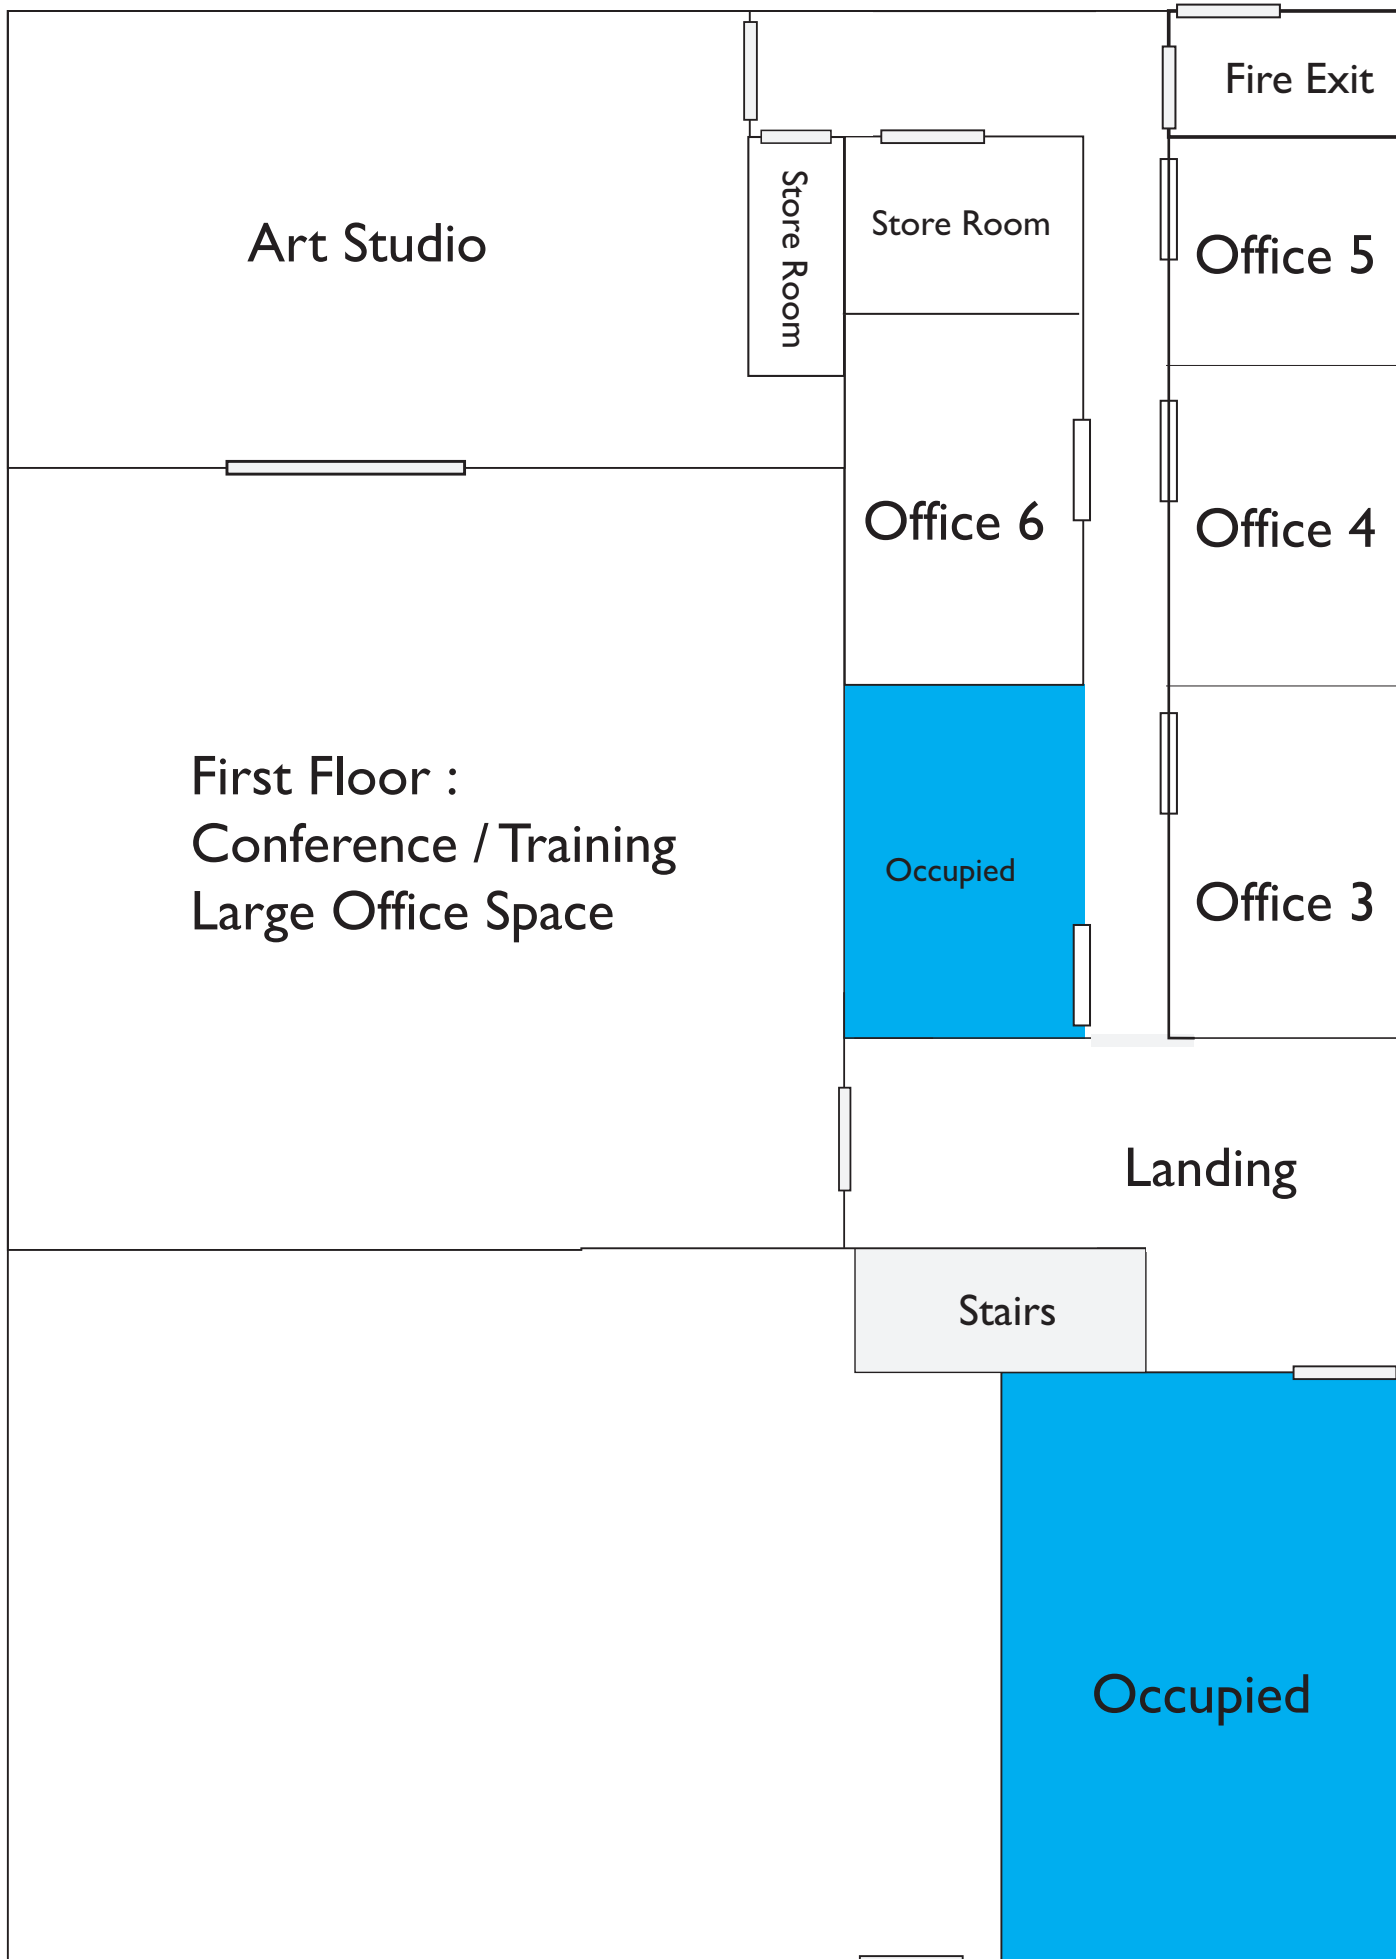 Fire Exit
Art Studio
Store Room
Store Room
Office 5
Office 6
Office 4
First Floor :
Conference / Training
Large Office Space
Occupied
Office 3
Landing
Stairs
Occupied